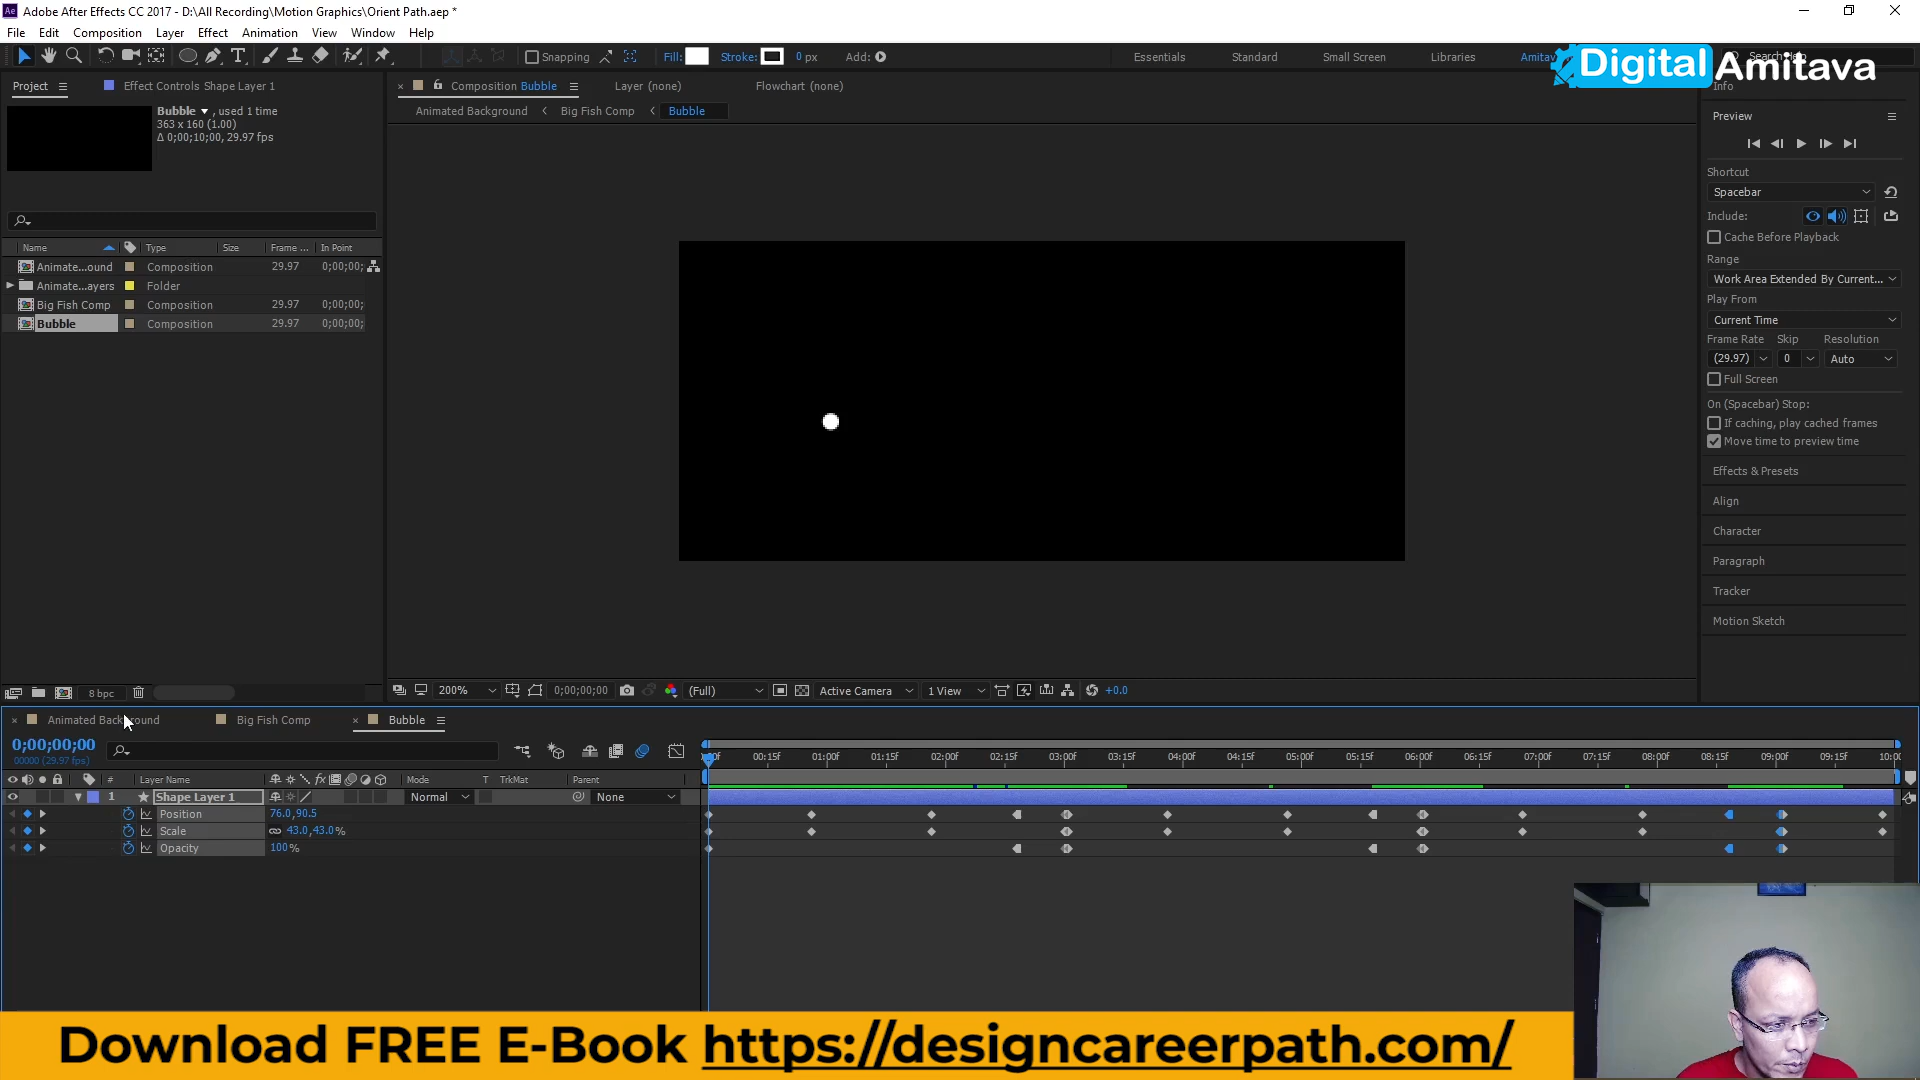 Adobe After Effects CC 2017 - D:\All Recording\Motion Graphics\Orient Path.aep *
File Edit Composition Layer Effect Animation View Window Help
Snapping Fill: Stroke: 0 px Add: Essentials Standard Small Screen Libraries
Digital Amitava
Project Effect Controls Shape Layer 1 Composition Bubble Layer (none) Flowchart (none) Info
Bubble , used 1 time
363 x 160 (1.00)
Δ 0;00;10;00, 29.97 fps
Animated Background Big Fish Comp Bubble
Preview
Shortcut
Spacebar
Include:
Cache Before Playback
Range
Work Area Extended By Current...
Play From
Current Time
Frame Rate Skip Resolution
(29.97) 0 Auto
Full Screen
On (Spacebar) Stop:
If caching, play cached frames
Move time to preview time
Effects & Presets
Align
Character
Paragraph
Tracker
Motion Sketch
Name Type Size Frame ... In Point
Animate...ound Composition 29.97 0;00;00;
Animate...ayers Folder
Big Fish Comp Composition 29.97 0;00;00;
Bubble Composition 29.97 0;00;00;
8 bpc 200% 0;00;00;00 (Full) Active Camera 1 View +0.0
Animated Background Big Fish Comp Bubble
0;00;00;00
00000 (29.97 fps)
00:15f 01:00f 01:15f 02:00f 02:15f 03:00f 03:15f 04:00f 04:15f 05:00f 05:15f 06:00f 06:15f 07:00f 07:15f 08:00f 08:15f 09:00f 09:15f
# Layer Name Mode T TrkMat Parent
1 Shape Layer 1 Normal None
Position 76.0,90.5
Scale 43.0,43.0%
Opacity 100%
Download FREE E-Book https://designcareerpath.com/